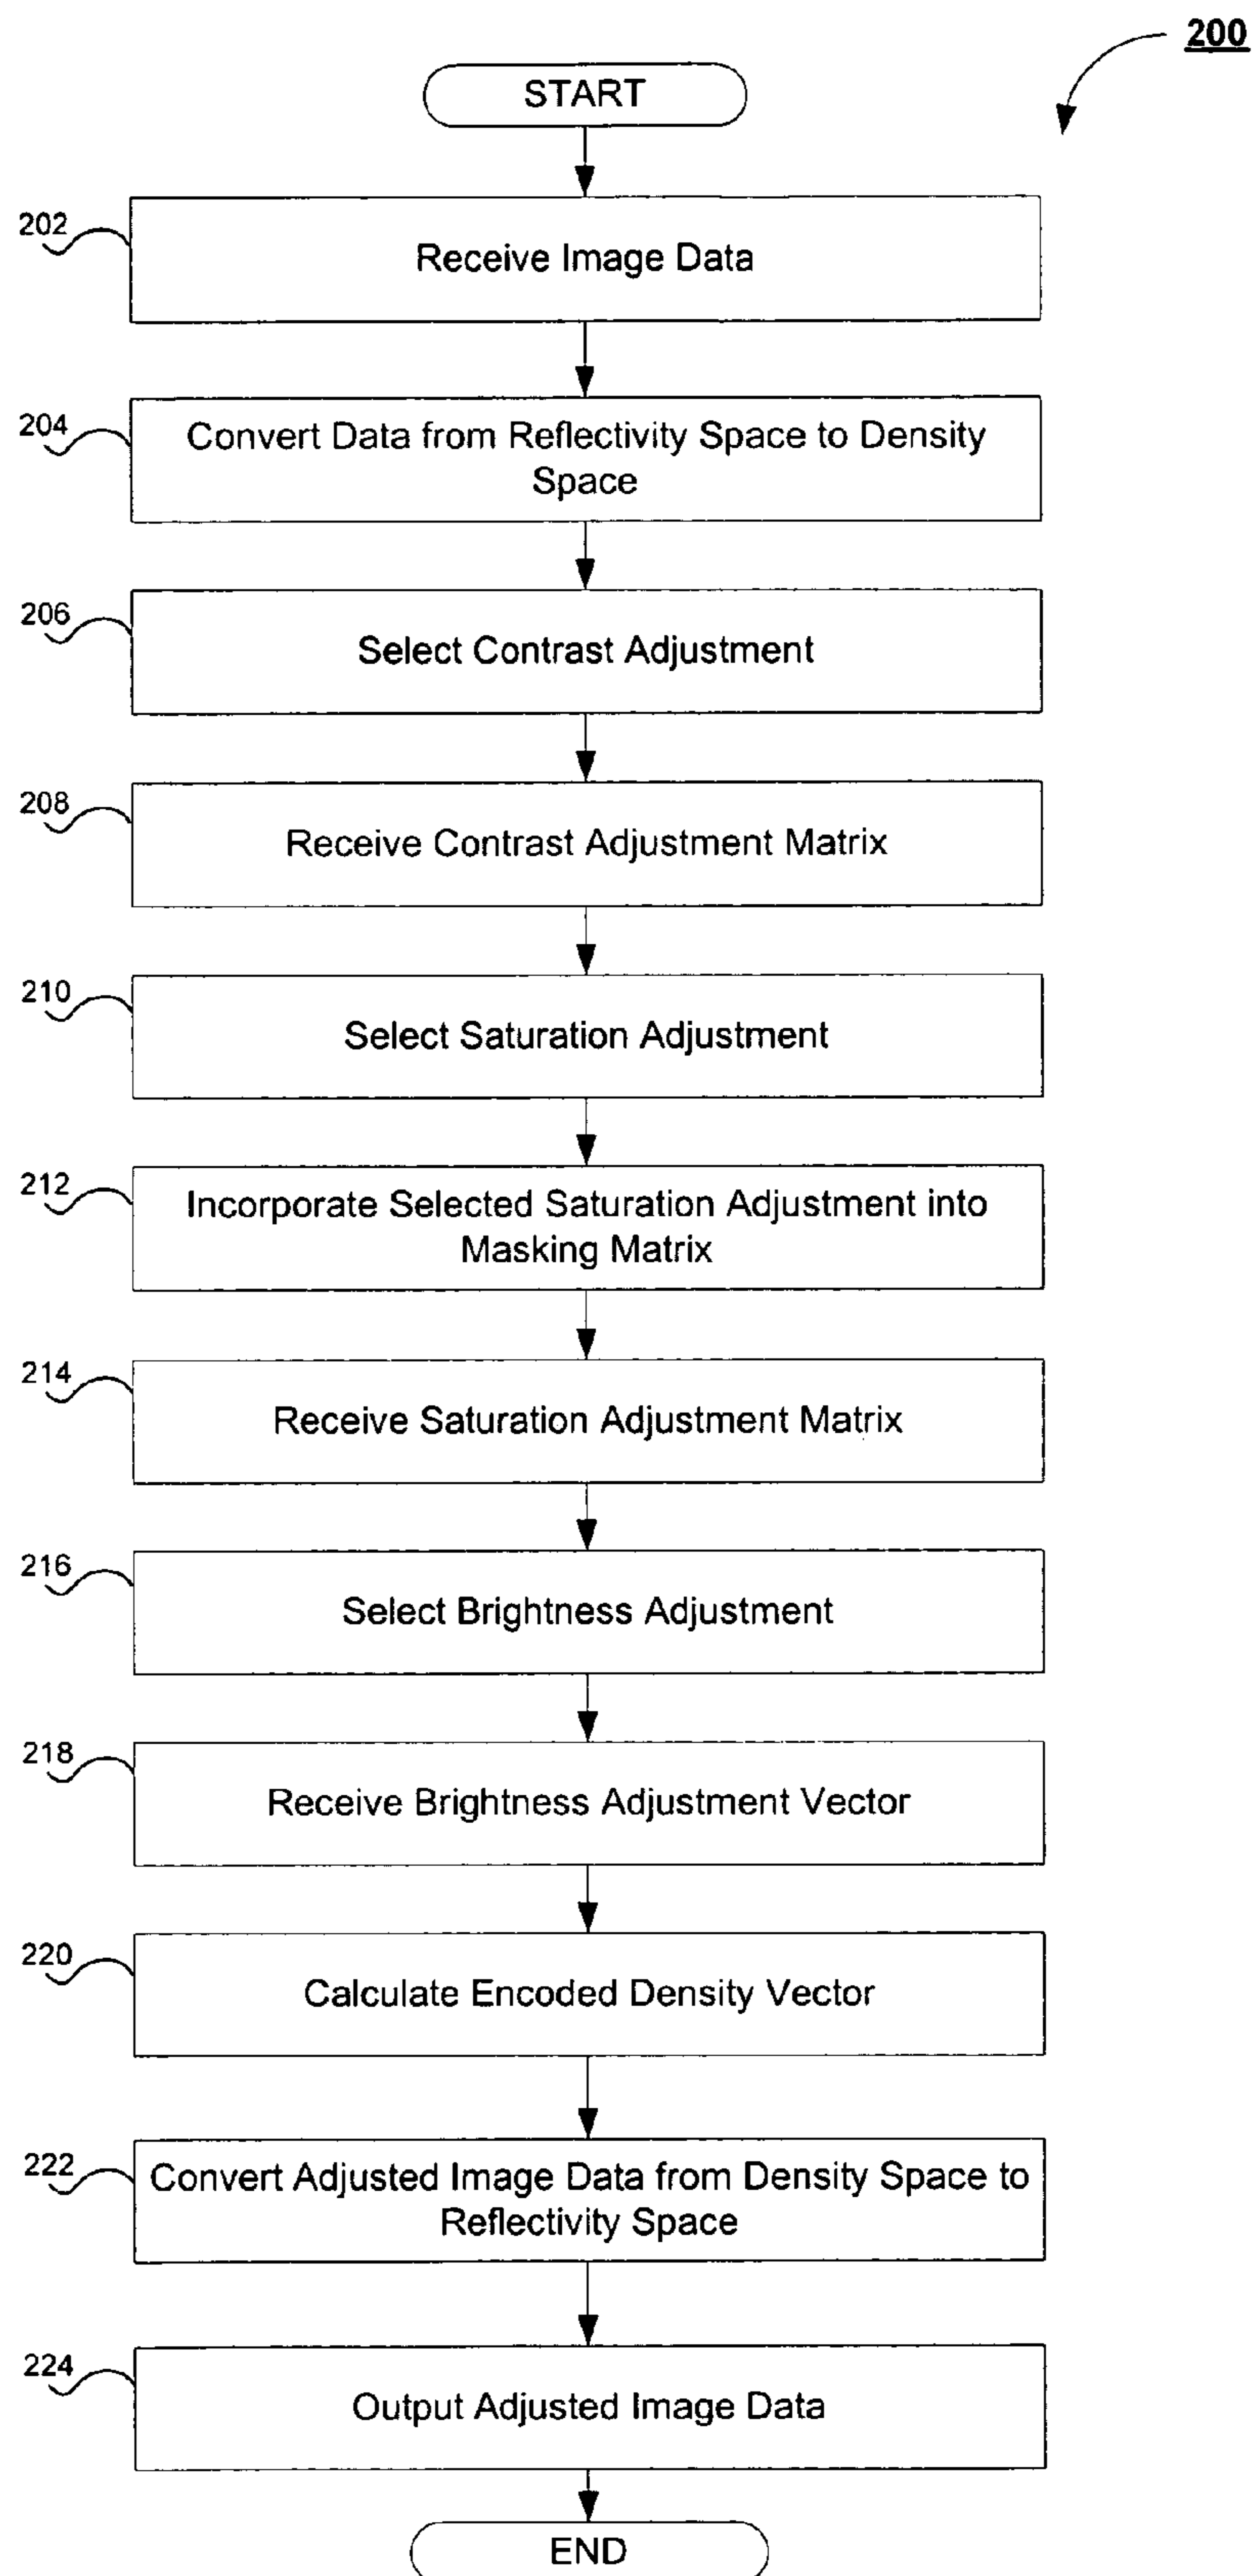 200
START
202
Receive Image Data
204
Convert Data from Reflectivity Space to Density
Space
206
Select Contrast Adjustment
208
Receive Contrast Adjustment Matrix
210
Select Saturation Adjustment
212
Incorporate Selected Saturation Adjustment into
Masking Matrix
214
Receive Saturation Adjustment Matrix
216
Select Brightness Adjustment
218
Receive Brightness Adjustment Vector
220
Calculate Encoded Density Vector
222
Convert Adjusted Image Data from Density Space to
Reflectivity Space
224
Output Adjusted Image Data
END